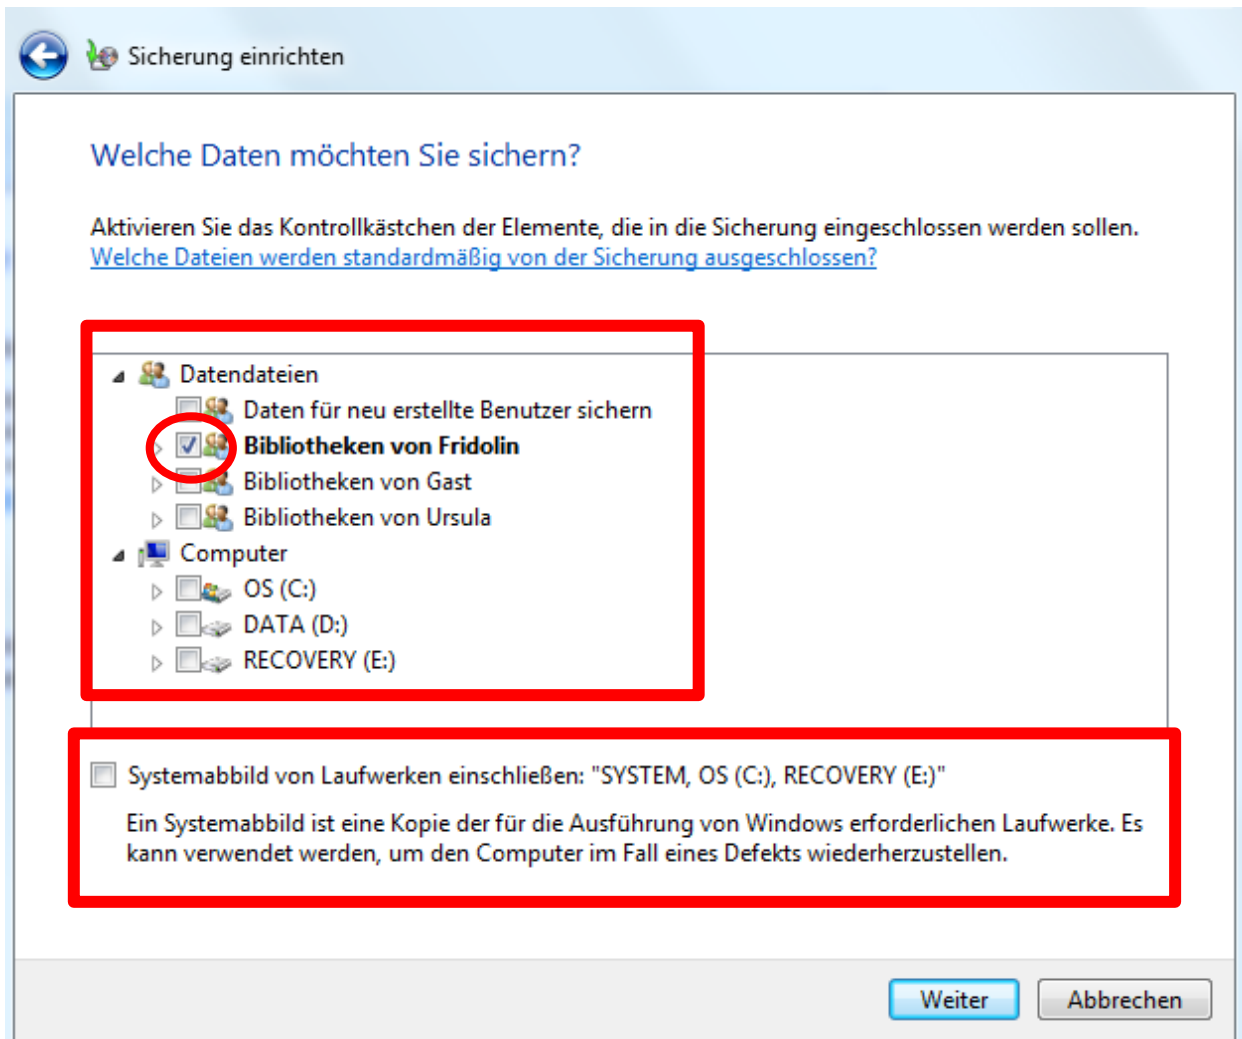 Sicherung einrichten
Welche Daten möchten Sie sichern?
Aktivieren Sie das Kontrollkästchen der Elemente, die in die Sicherung eingeschlossen werden sollen.
Welche Dateien werden standardmäßig von der Sicherung ausgeschlossen?
Datendateien
Daten für neu erstellte Benutzer sichern
Bibliotheken von Fridolin
Bibliotheken von Gast
Bibliotheken von Ursula
Computer
OS (C:)
DATA (D:)
RECOVERY (E:)
Systemabbild von Laufwerken einschließen: "SYSTEM, OS (C:), RECOVERY (E:)"
Ein Systemabbild ist eine Kopie der für die Ausführung von Windows erforderlichen Laufwerke. Es
kann verwendet werden, um den Computer im Fall eines Defekts wiederherzustellen.
Weiter Abbrechen